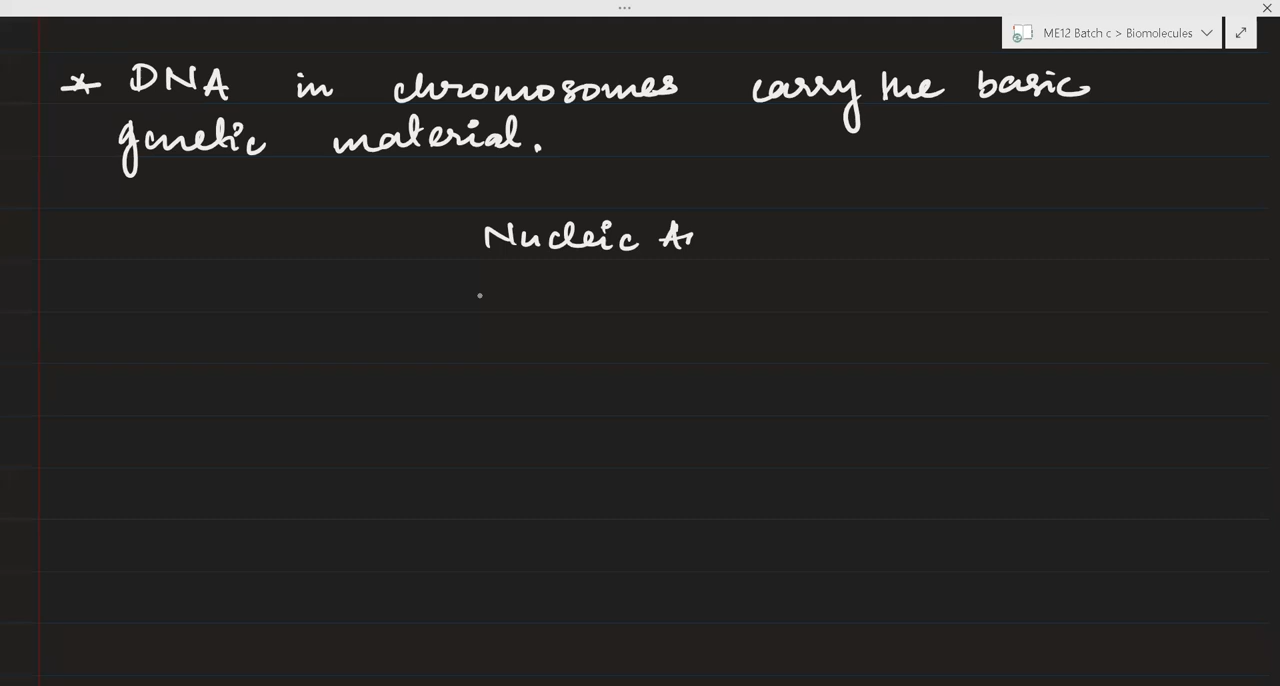 ME12 Batch c > Biomolecules
* DNA in chromosomes carry the basic
genetic material.
Nucleic